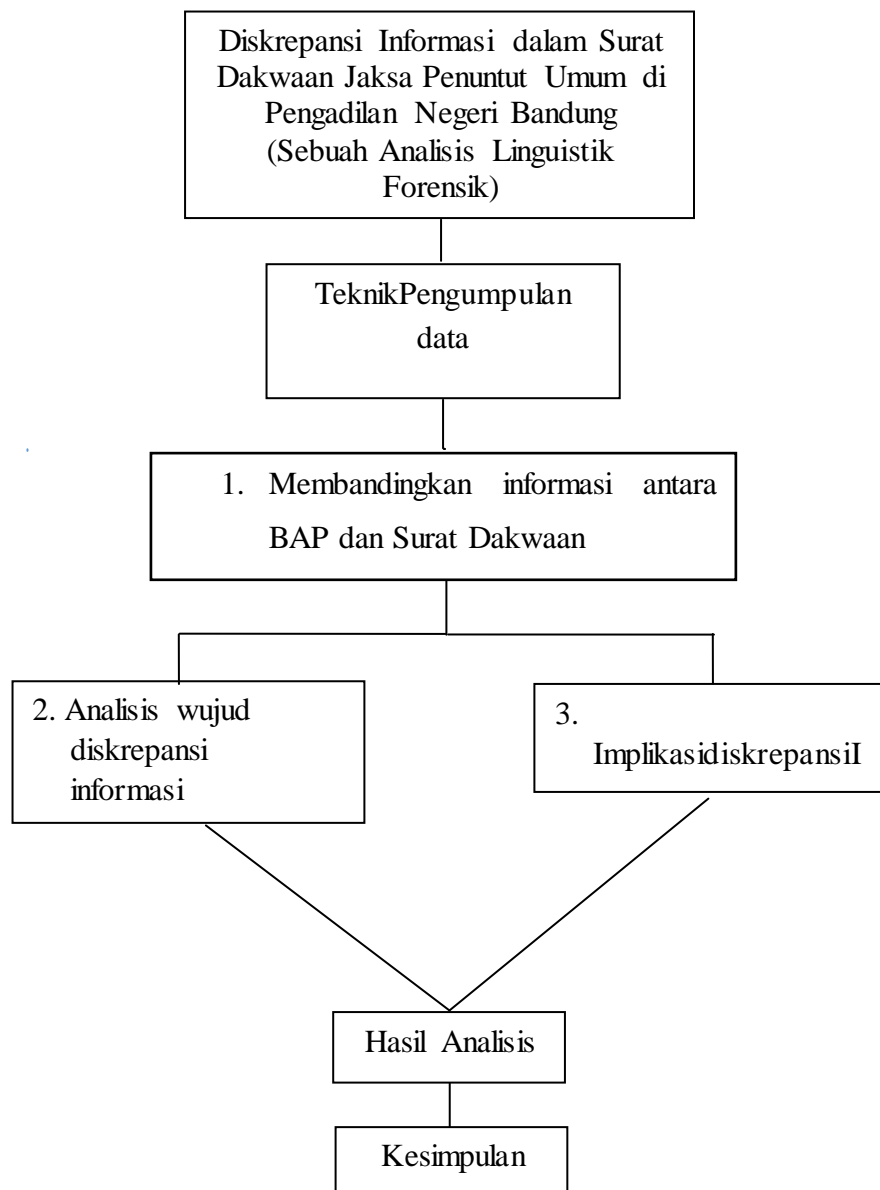 Diskrepansi Informasi dalam Surat
Dakwaan Jaksa Penuntut Umum di
Pengadilan Negeri Bandung
(Sebuah Analisis Linguistik
Forensik)
TeknikPengumpulan
data
1. Membandingkan informasi antara
BAP dan Surat Dakwaan
2. Analisis wujud
diskrepansi
informasi
3.
ImplikasidiskrepansiI
Hasil Analisis
Kesimpulan